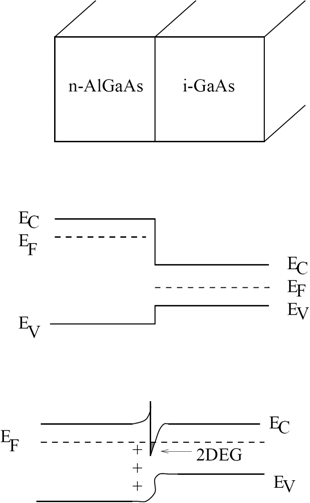 n-AlGaAs i-GaAs
E_C
E_F
E_C
E_F
E_V
E_V
E_F
E_C
2DEG
+
+
+
E_V